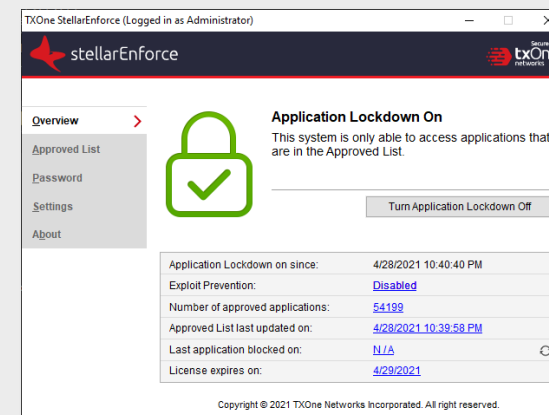 TXOne StellarEnforce (Logged in as Administrator)
stellarEnforce
Secure
txOn
networks
Overview
Approved List
Password
Settings
About
Application Lockdown On
This system is only able to access applications that
are in the Approved List.
Turn Application Lockdown Off
Application Lockdown on since: 4/28/2021 10:40:40 PM
Exploit Prevention: Disabled
Number of approved applications: 54199
Approved List last updated on: 4/28/2021 10:39:58 PM
Last application blocked on: N/A
License expires on: 4/29/2021
Copyright © 2021 TXOne Networks Incorporated. All right reserved.